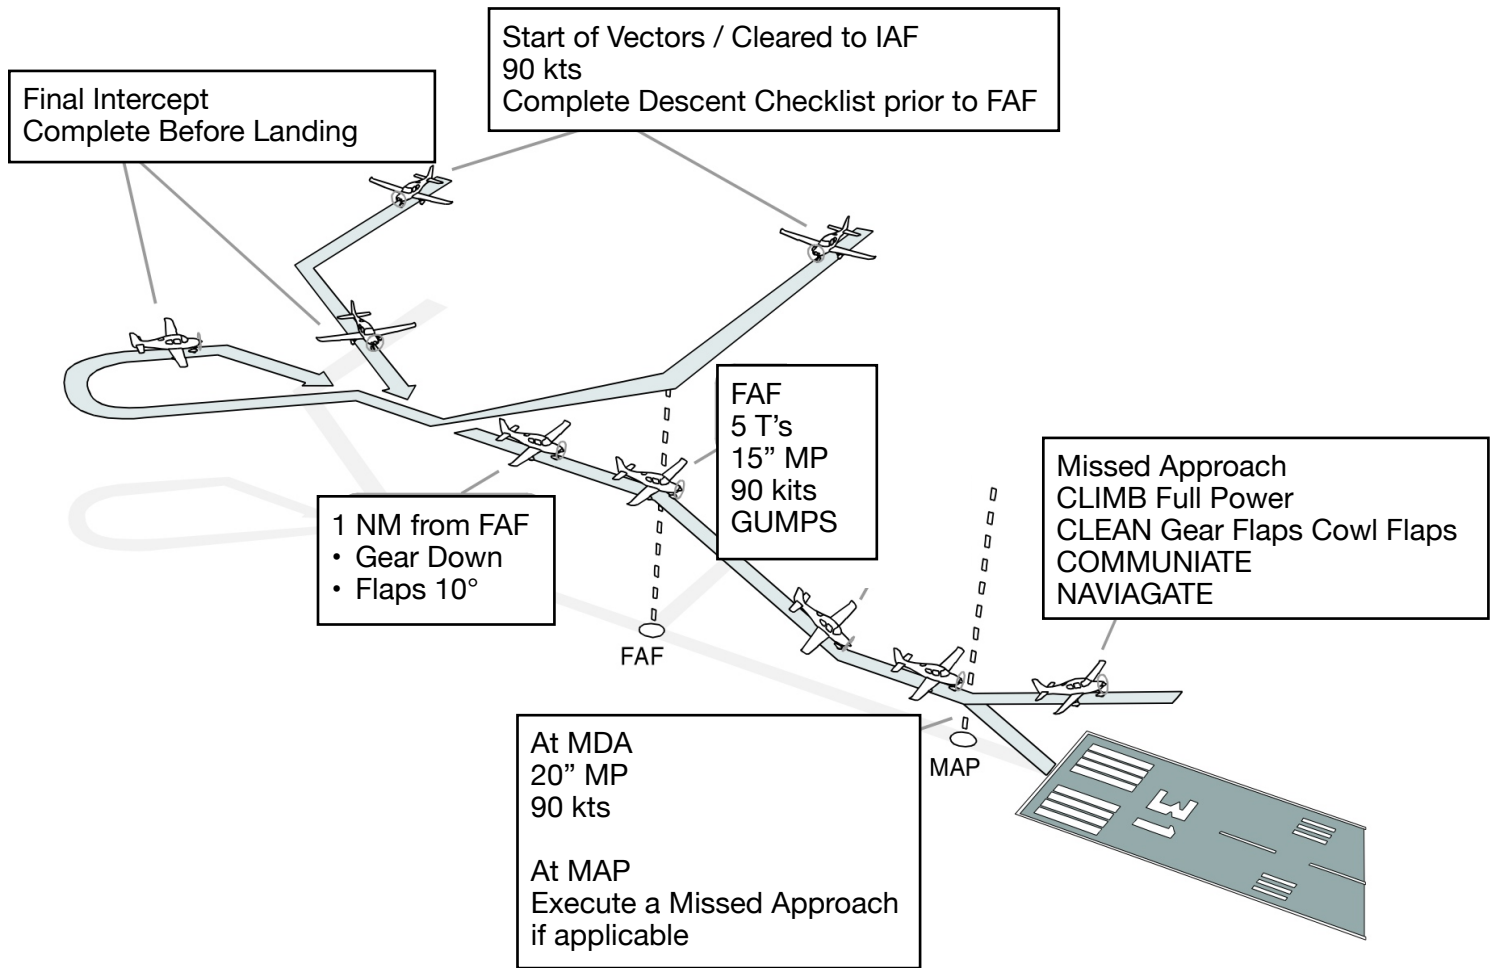 Start of Vectors / Cleared to IAF
90 kts
Complete Descent Checklist prior to FAF
Final Intercept
Complete Before Landing
FAF
5 T’s
15” MP
90 kits
GUMPS
Missed Approach
CLIMB Full Power
CLEAN Gear Flaps Cowl Flaps
COMMUNIATE
NAVIAGATE
1 NM from FAF
• Gear Down
• Flaps 10°
FAF
At MDA
20” MP
90 kts
At MAP
Execute a Missed Approach
if applicable
MAP
13